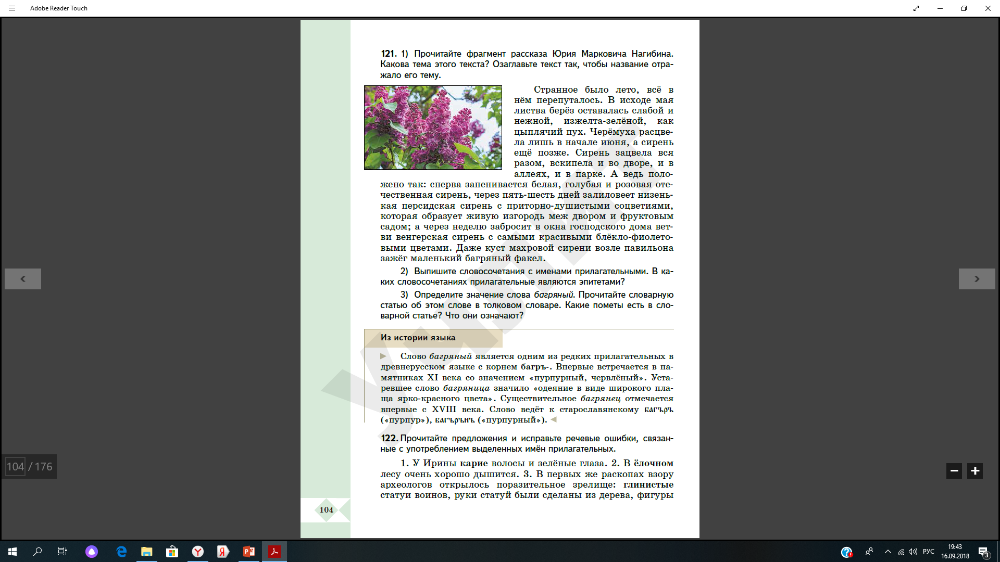 Adobe Reader Touch
121. 1) Прочитайте фрагмент рассказа Юрия Марковича Нагибина.
Какова тема этого текста? Озаглавьте текст так, чтобы название отра-
жало его тему.
Странное было лето, всё в
нём перепуталось. В исходе мая
листва берёз оставалась слабой и
нежной, изжелта-зелёной, как
цыплячий пух. Черёмуха расцве-
ла лишь в начале июня, а сирень
ещё позже. Сирень зацвела вся
разом, вскипела и во дворе, и в
аллеях, и в парке. А ведь поло-
жено так: сперва запенивается белая, голубая и розовая оте-
чественная сирень, через пять-шесть дней залиловеет низень-
кая персидская сирень с приторно-душистыми соцветиями,
которая образует живую изгородь меж двором и фруктовым
садом; а через неделю забросит в окна господского дома вет-
ви венгерская сирень с самыми красивыми блёкло-фиолето-
выми цветами. Даже куст махровой сирени возле павильона
зажёг маленький багряный факел.
2) Выпишите словосочетания с именами прилагательными. В ка-
ких словосочетаниях прилагательные являются эпитетами?
3) Определите значение слова багряный. Прочитайте словарную
статью об этом слове в толковом словаре. Какие пометы есть в сло-
варной статье? Что они означают?
Из истории языка
Слово багряный является одним из редких прилагательных в
древнерусском языке с корнем багръ-. Впервые встречается в па-
мятниках XI века со значением «пурпурный, червлёный». Уста-
ревшее слово багряница значило «одеяние в виде широкого пла-
ща ярко-красного цвета». Существительное багрянец отмечается
впервые с XVIII века. Слово ведёт к старославянскому багъръ
(«пурпур»), багърѣнъ («пурпурный»).
122. Прочитайте предложения и исправьте речевые ошибки, связан-
ные с употреблением выделенных имён прилагательных.
1. У Ирины карие волосы и зелёные глаза. 2. В ёлочном
лесу очень хорошо дышится. 3. В первых же раскопах взору
археологов открылось поразительное зрелище: глинистые
статуи воинов, руки статуй были сделаны из дерева, фигуры
104
104 / 176
Учлит
РУС
19:43
16.09.2018
3